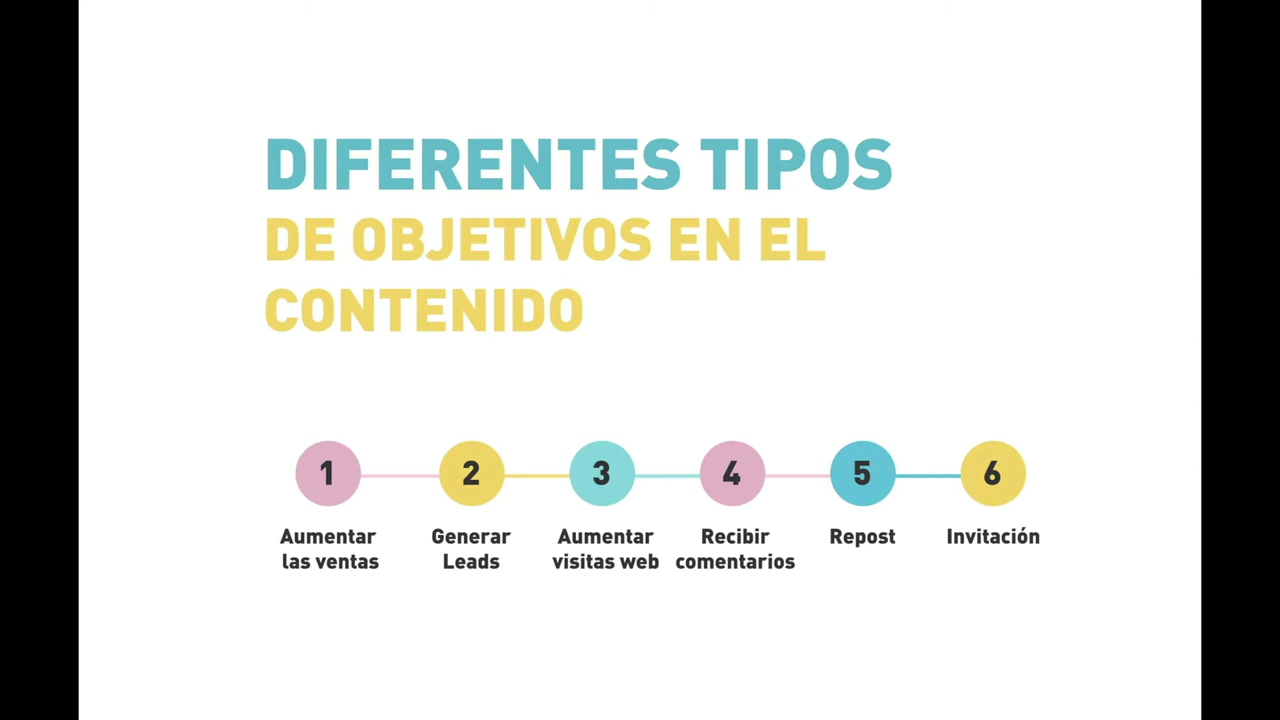 DIFERENTES TIPOS
DE OBJETIVOS EN EL
CONTENIDO
1
Aumentar
las ventas
2
Generar
Leads
3
Aumentar
visitas web
4
Recibir
comentarios
5
Repost
6
Invitación